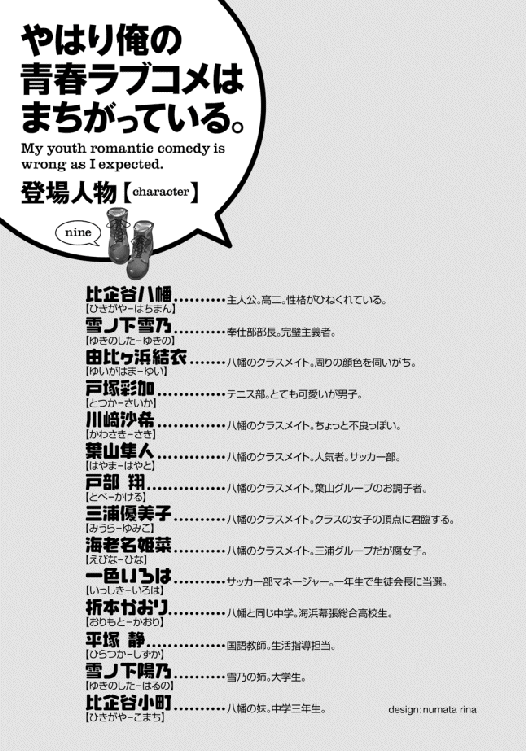 やはり俺の
青春ラブコメは
まちがっている。
My youth romantic comedy is
wrong as I expected.
登場人物【character】
nine
比企谷八幡…………主人公。高二。性格がひねくれている。
【ひきがや-はちまん】
雪ノ下雪乃…………奉仕部部長。完璧主義者。
【ゆきのした-ゆきの】
由比ヶ浜結衣………八幡のクラスメイト。周りの顔色を伺いがち。
【ゆいがはま-ゆい】
戸塚彩加……………テニス部。とても可愛いが男子。
【とつか-さいか】
川﨑沙希……………八幡のクラスメイト。ちょっと不良っぽい。
【かわさき-さき】
葉山隼人……………八幡のクラスメイト。人気者。サッカー部。
【はやま-はやと】
戸部 翔……………八幡のクラスメイト。葉山グループのお調子者。
【とべ-かける】
三浦優美子…………八幡のクラスメイト。クラスの女子の頂点に君臨する。
【みうら-ゆみこ】
海老名姫菜…………八幡のクラスメイト。三浦グループだが腐女子。
【えびな-ひな】
一色いろは…………サッカー部マネージャー。一年生で生徒会長に当選。
【いっしき-いろは】
折本かおり…………八幡と同じ中学。海浜幕張総合高校生。
【おりもと-かおり】
平塚 静……………国語教師。生活指導担当。
【ひらつか-しずか】
雪ノ下陽乃…………雪乃の姉。大学生。
【ゆきのした-はるの】
比企谷小町…………八幡の妹。中学三年生。
【ひきがや-こまち】
design:numata rina